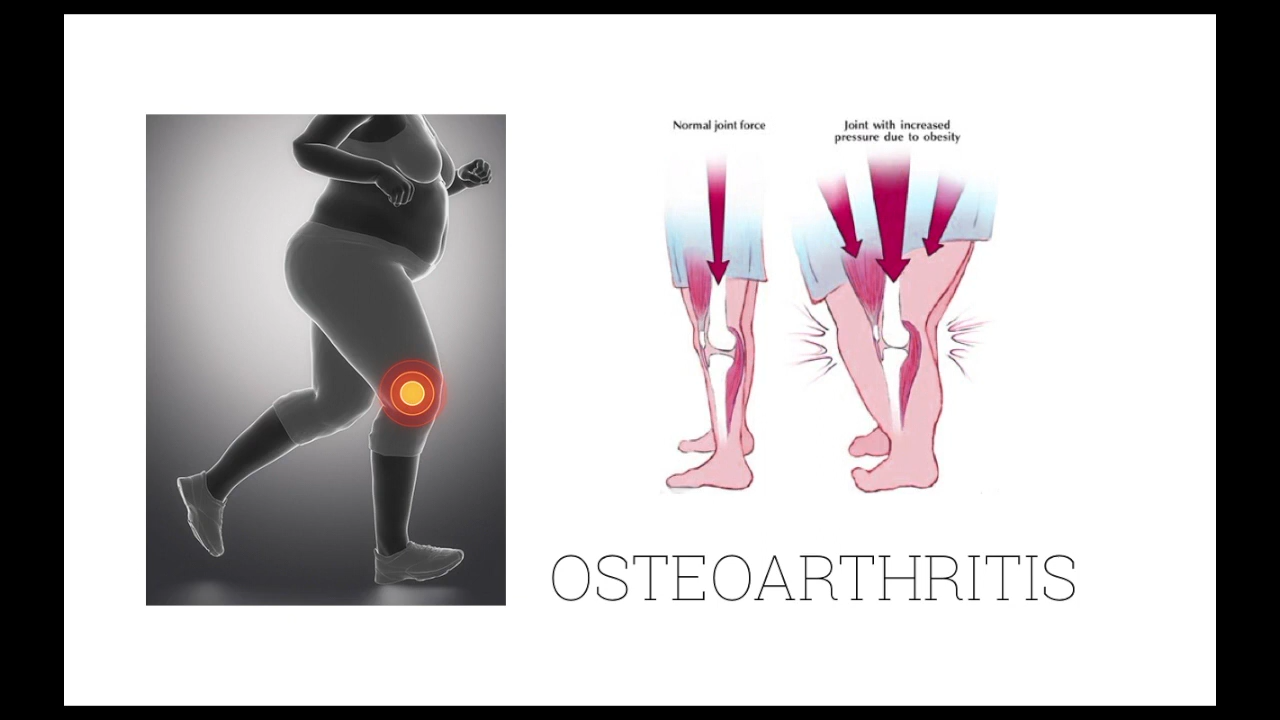 Normal joint force
Joint with increased
pressure due to obesity
OSTEOARTHRITIS